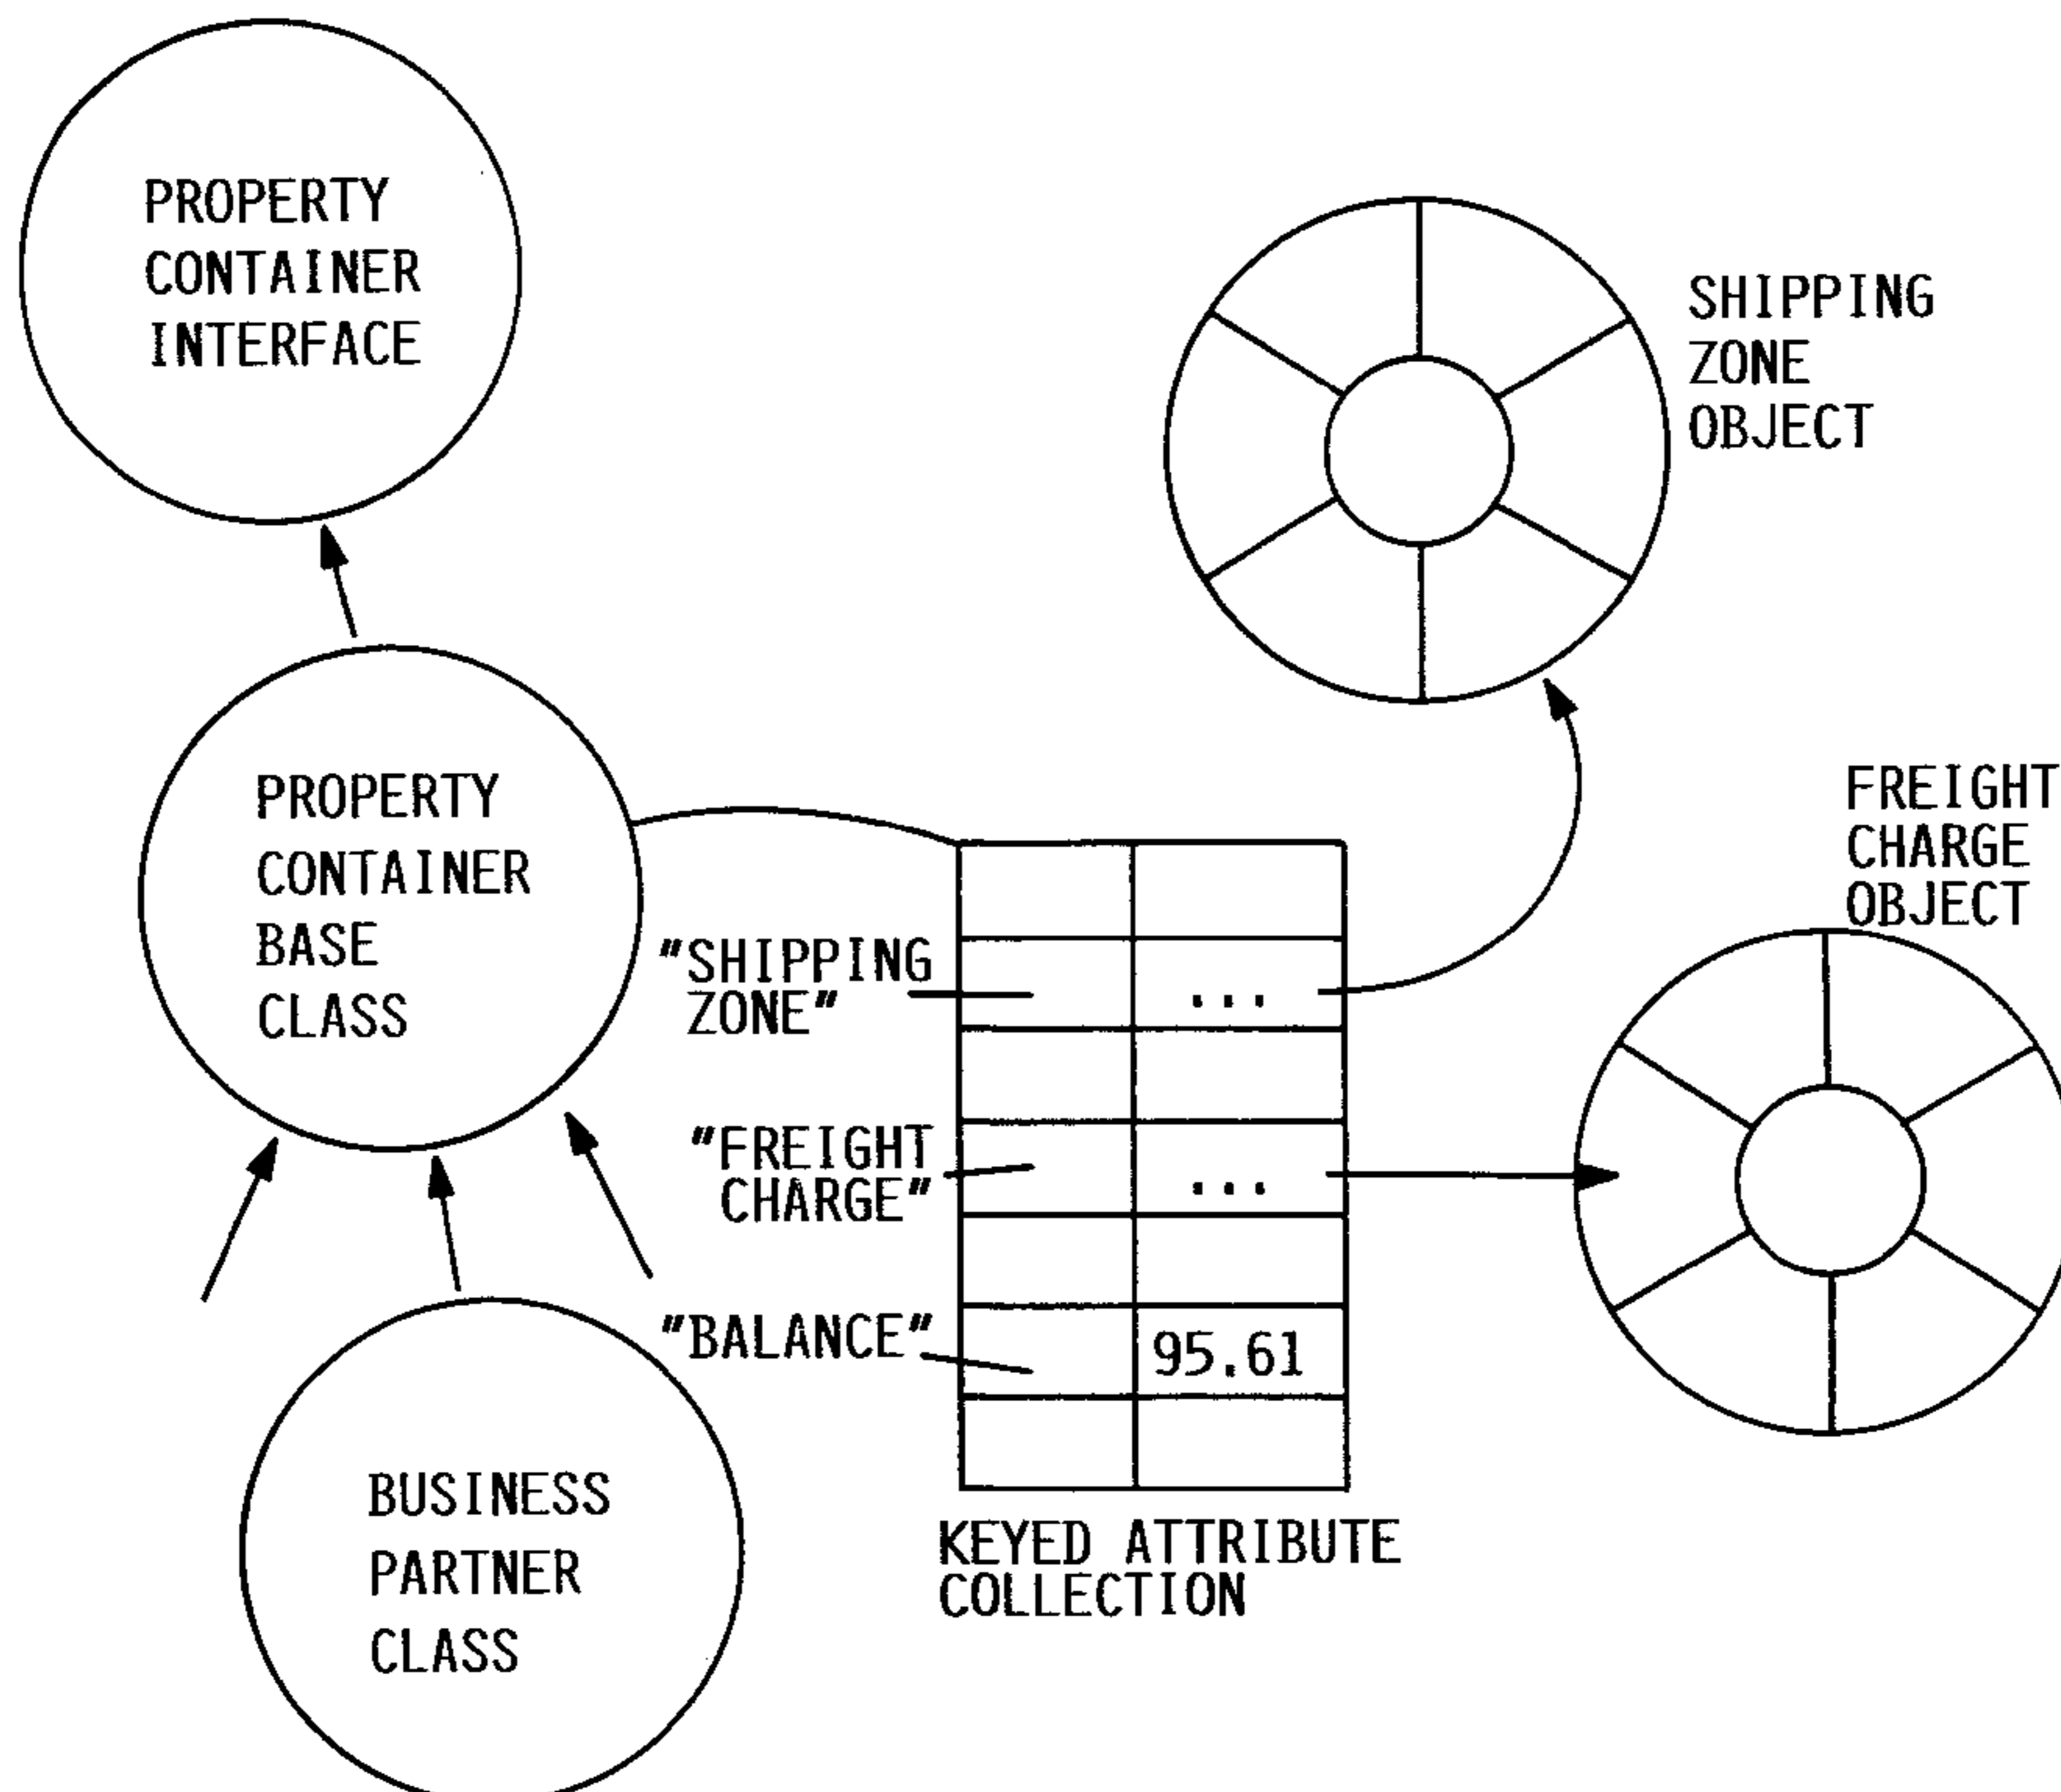 PROPERTY
CONTAINER
INTERFACE
SHIPPING
ZONE
OBJECT
PROPERTY
CONTAINER
BASE
CLASS
FREIGHT
CHARGE
OBJECT
"SHIPPING
ZONE"
...
"FREIGHT
CHARGE"
...
"BALANCE"
95.61
BUSINESS
PARTNER
CLASS
KEYED ATTRIBUTE
COLLECTION